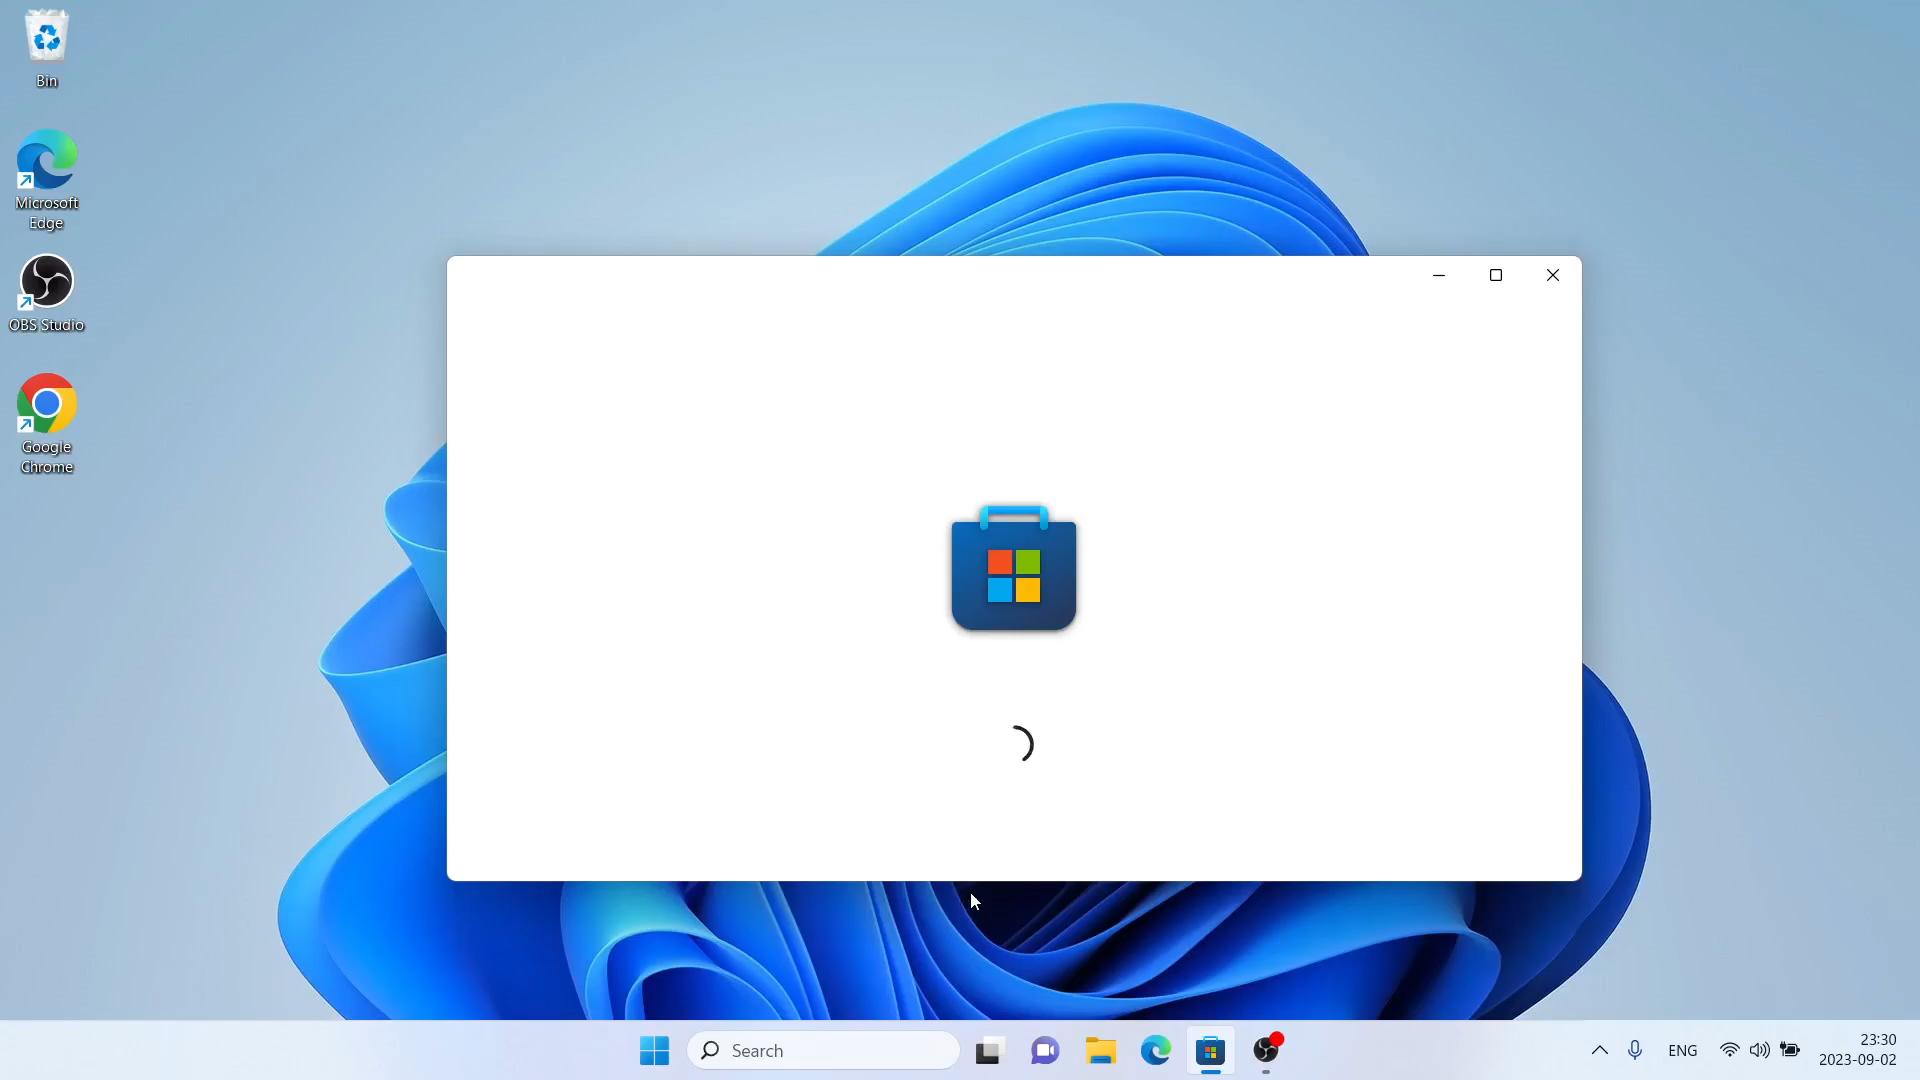 Bin
Microsoft
Edge
OBS Studio
Google
Chrome
Search
ENG
23:30
2023-09-02